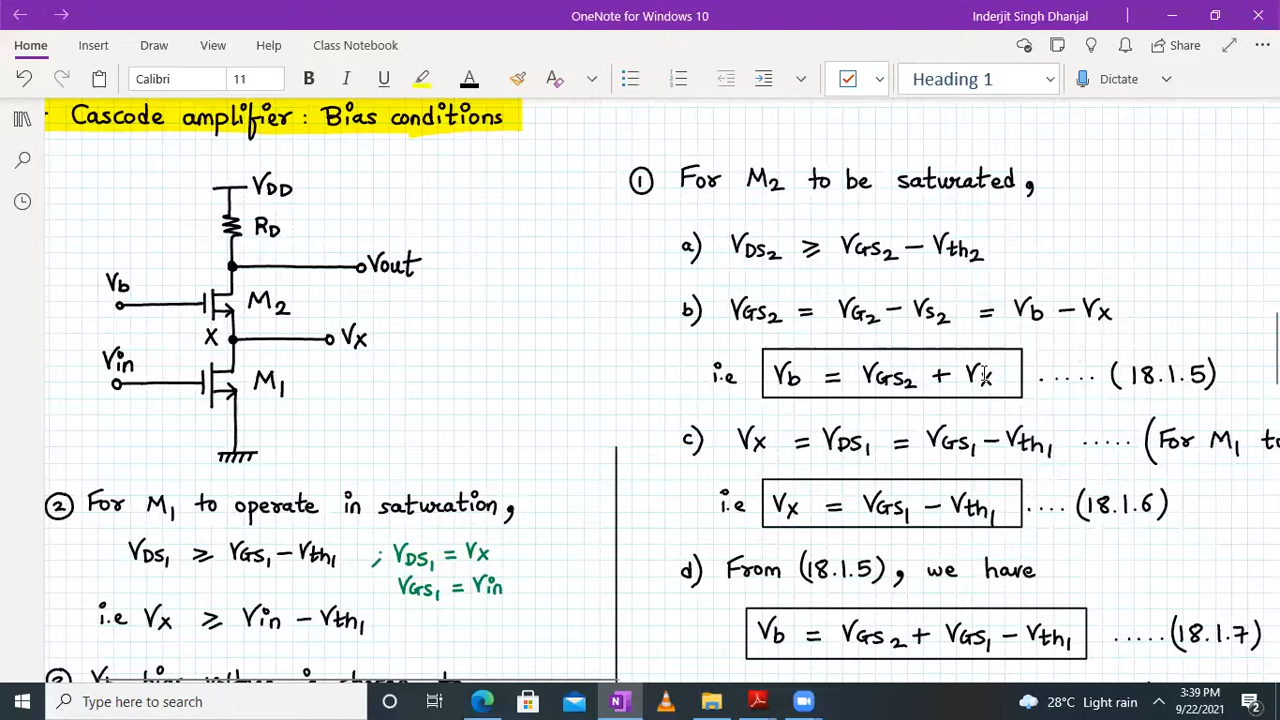 OneNote for Windows 10
Inderjit Singh Dhanjal
Home Insert Draw View Help Class Notebook
Share
Calibri 11 B I U A Heading 1 Dictate
Cascode amplifier : Bias conditions
VDD
RD
Vout
Vb
M2
X
Vx
Vin
M1
② For M1 to operate in saturation,
VDS1 ≥ VGS1 - Vth1 ; VDS1 = Vx
VGS1 = Vin
i.e Vx ≥ Vin - Vth1
① For M2 to be saturated,
a) VDS2 ≥ VGS2 - Vth2
b) VGS2 = VG2 - VS2 = Vb - Vx
i.e Vb = VGS2 + Vx ..... (18.1.5)
c) Vx = VDS1 = VGS1 - Vth1 ..... (For M1 to
i.e Vx = VGS1 - Vth1 .... (18.1.6)
d) From (18.1.5), we have
Vb = VGS2 + VGS1 - Vth1 ..... (18.1.7)
Type here to search
28°C Light rain
3:39 PM
9/22/2021
2